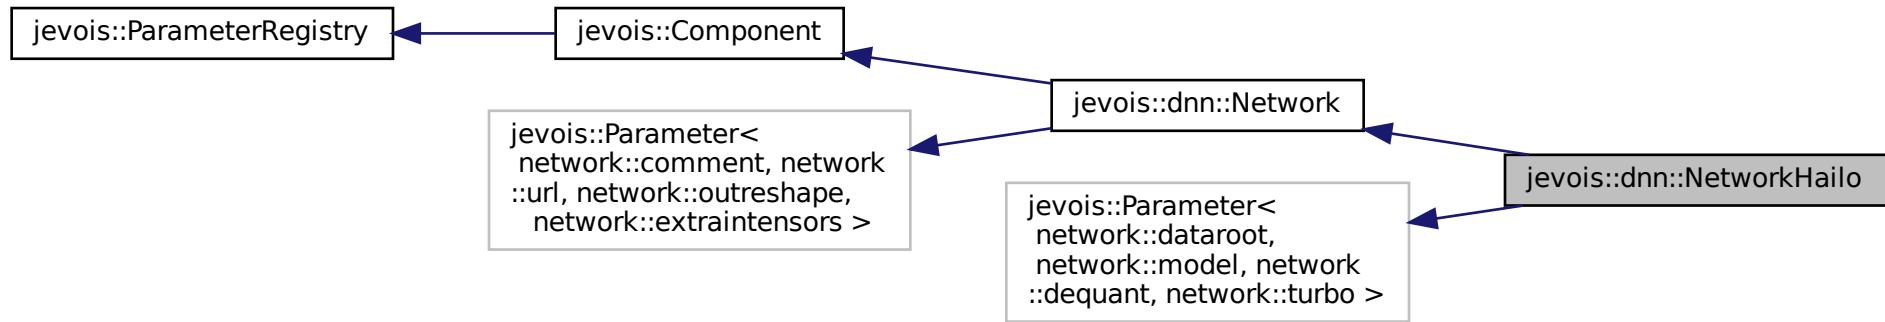 jevois::ParameterRegistry
jevois::Component
jevois::dnn::Network
jevois::Parameter<
network::comment, network
::url, network::outreshape,
network::extraintensors >
jevois::dnn::NetworkHailo
jevois::Parameter<
network::dataroot,
network::model, network
::dequant, network::turbo >